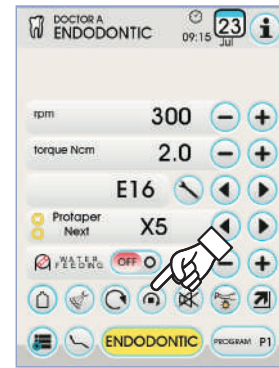 DOCTOR A
ENDODONTIC
09:15
23
Jul
i
rpm 300 - +
torque Ncm 2.0 - +
E16
Protaper
Next X5
WATER
FEEDING OFF O - +
ENDODONTIC PROGRAM P1